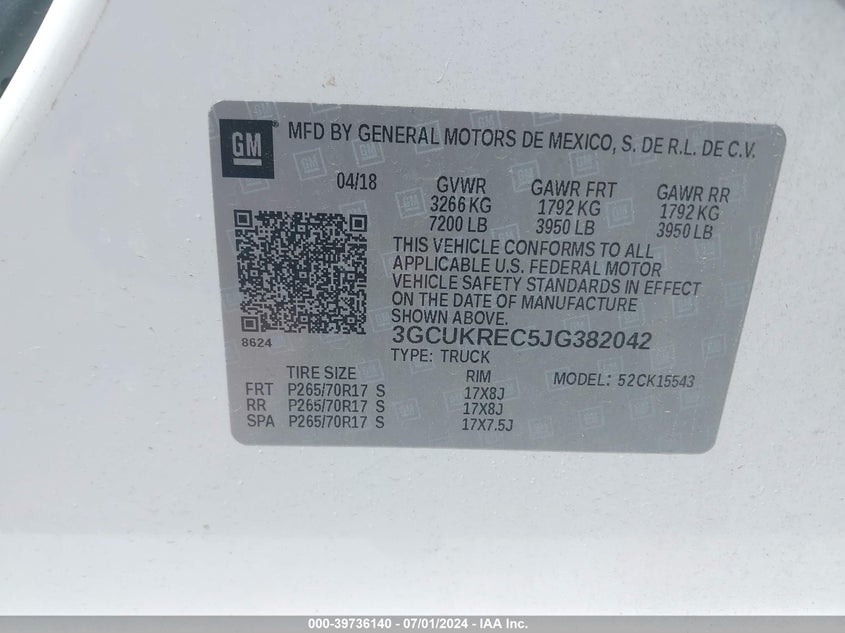 GM® MFD BY GENERAL MOTORS DE MEXICO, S. DE R.L. DE C.V.
04/18 GVWR GAWR FRT GAWR RR
3266 KG 1792 KG 1792 KG
7200 LB 3950 LB 3950 LB
THIS VEHICLE CONFORMS TO ALL
APPLICABLE U.S. FEDERAL MOTOR
VEHICLE SAFETY STANDARDS IN EFFECT
ON THE DATE OF MANUFACTURE
SHOWN ABOVE.
8624
3GCUKREC5JG382042
TYPE: TRUCK
TIRE SIZE RIM MODEL: 52CK15543
FRT P265/70R17 S 17X8J
RR P265/70R17 S 17X8J
SPA P265/70R17 S 17X7.5J
000-39736140 - 07/01/2024 - IAA Inc.